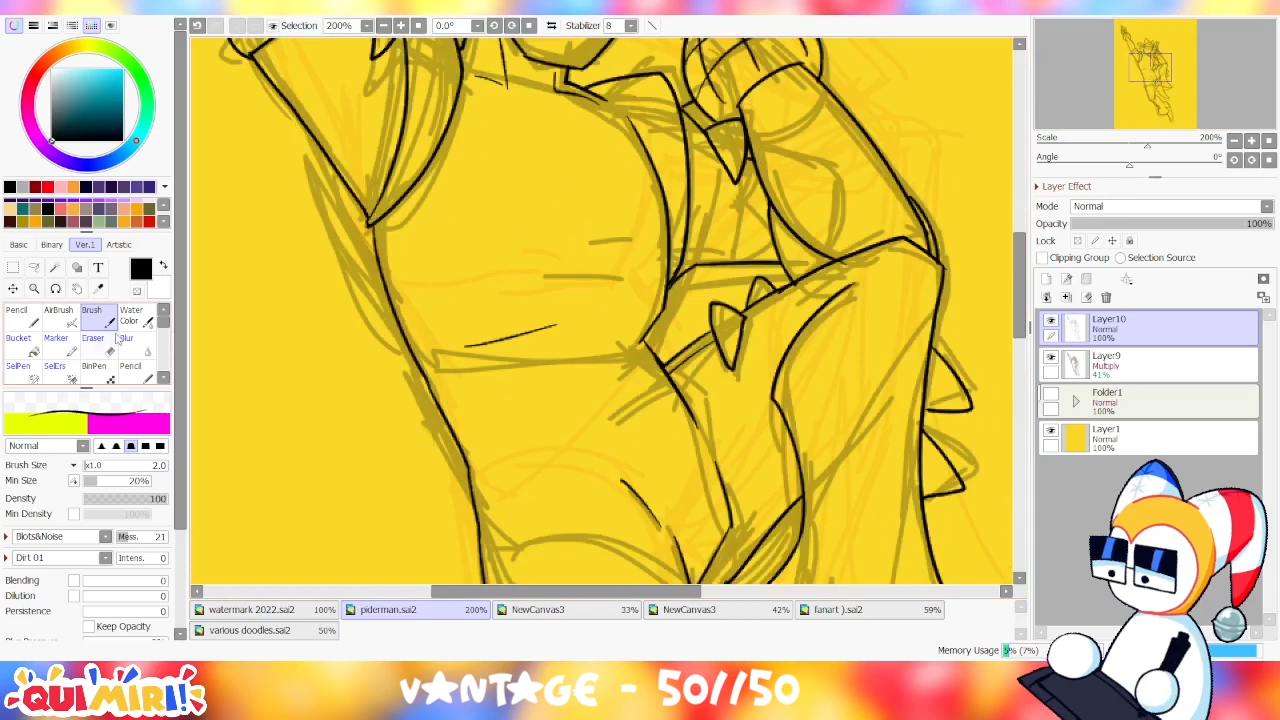 Selection 200% 0.0° Stabilizer 8
Scale 200%
Angle 0°
Layer Effect
Mode Normal
Opacity 100%
Lock
Clipping Group Selection Source
Basic Binary Ver.1 Artistic
T
Pencil AirBrush Brush Water Color
Bucket Marker Eraser Blur
SelPen SelErs BinPen Pencil
Layer10
Normal
100%
Layer9
Multiply
41%
Folder1
Normal
100%
Layer1
Normal
100%
Normal
Brush Size x1.0 2.0
Min Size 20%
Density 100
Min Density 100%
Blots&Noise Mess. 21
Dirt 01 Intens. 0
Blending 0
Dilution 0
Persistence 0
Keep Opacity
watermark 2022.sai2 100% piderman.sai2 200% NewCanvas3 33% NewCanvas3 42% fanart ).sai2 59%
various doodles.sai2 50%
Memory Usage 5% (7%)
QUIMIRI!!
VANTAGE - 50//50